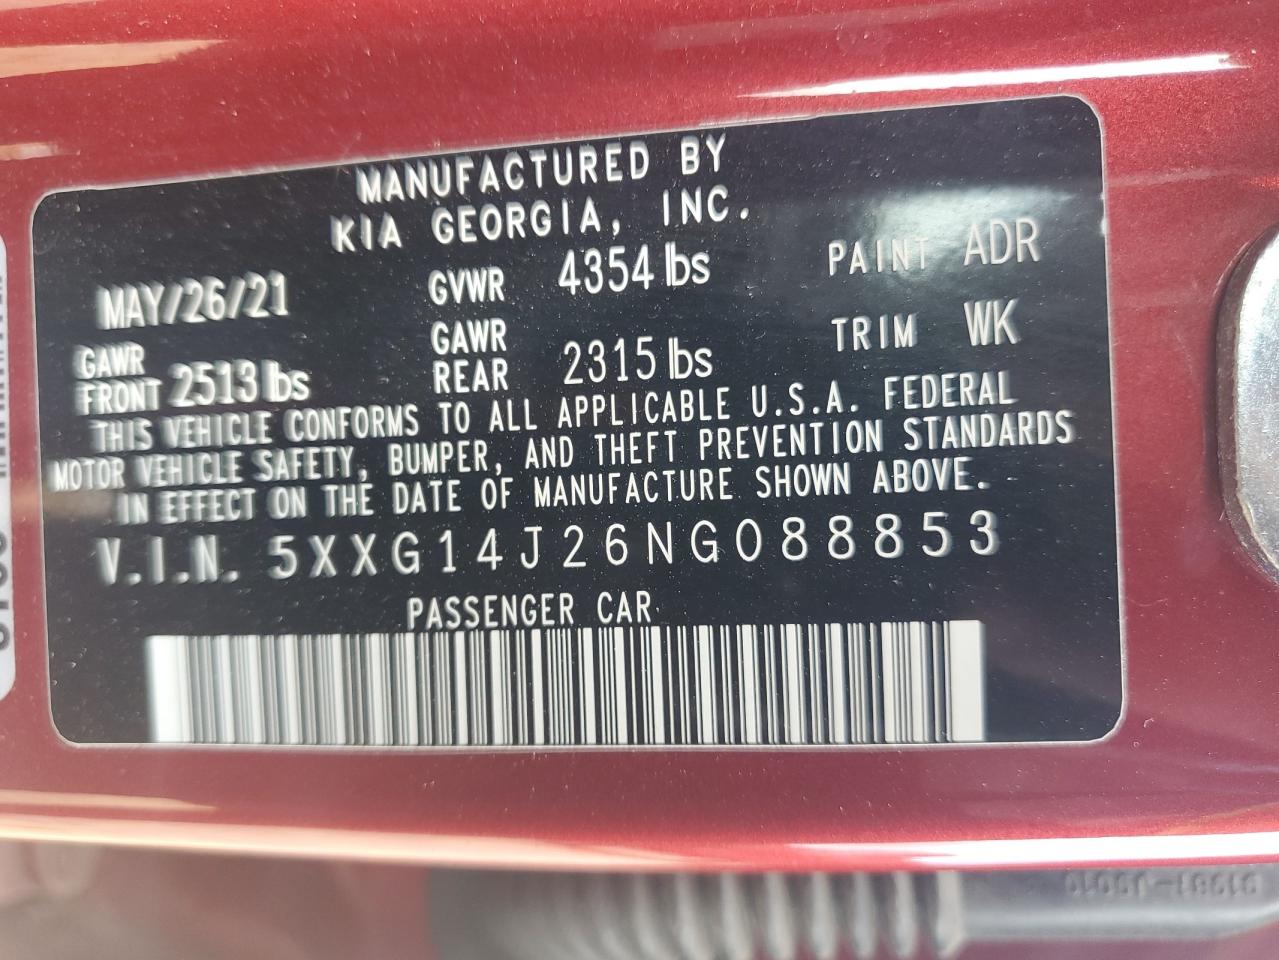 MANUFACTURED BY
KIA GEORGIA, INC.
MAY/26/21 GVWR 4354 lbs PAINT ADR
GAWR FRONT 2513 lbs GAWR REAR 2315 lbs TRIM WK
THIS VEHICLE CONFORMS TO ALL APPLICABLE U.S.A. FEDERAL
MOTOR VEHICLE SAFETY, BUMPER, AND THEFT PREVENTION STANDARDS
IN EFFECT ON THE DATE OF MANUFACTURE SHOWN ABOVE.
V.I.N. 5XXG14J26NG088853
PASSENGER CAR